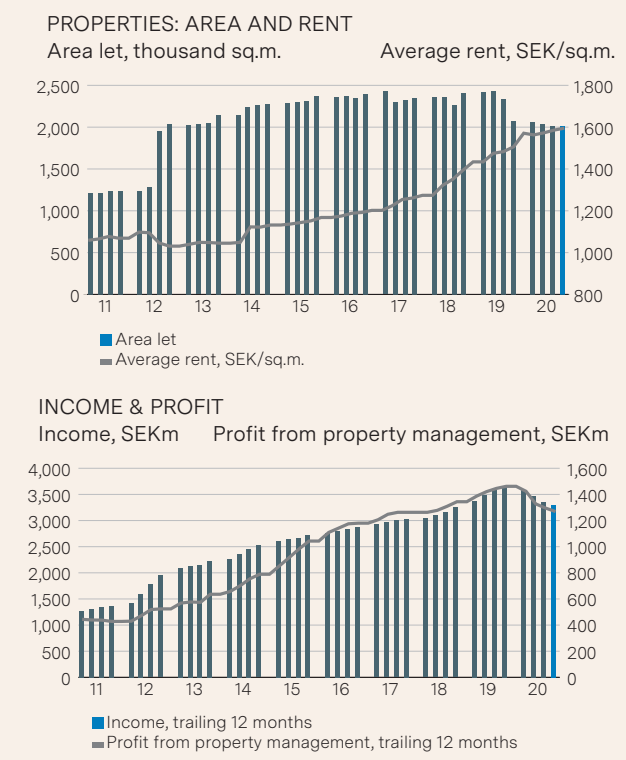 PROPERTIES: AREA AND RENT
Area let, thousand sq.m. Average rent, SEK/sq.m.
2,500 1,800
2,000 1,600
1,500 1,400
1,000 1,200
500 1,000
0 800
11 12 13 14 15 16 17 18 19 20
Area let
Average rent, SEK/sq.m.
INCOME & PROFIT
Income, SEKm Profit from property management, SEKm
4,000 1,600
3,500 1,400
3,000 1,200
2,500 1,000
2,000 800
1,500 600
1,000 400
500 200
0 0
11 12 13 14 15 16 17 18 19 20
Income, trailing 12 months
Profit from property management, trailing 12 months